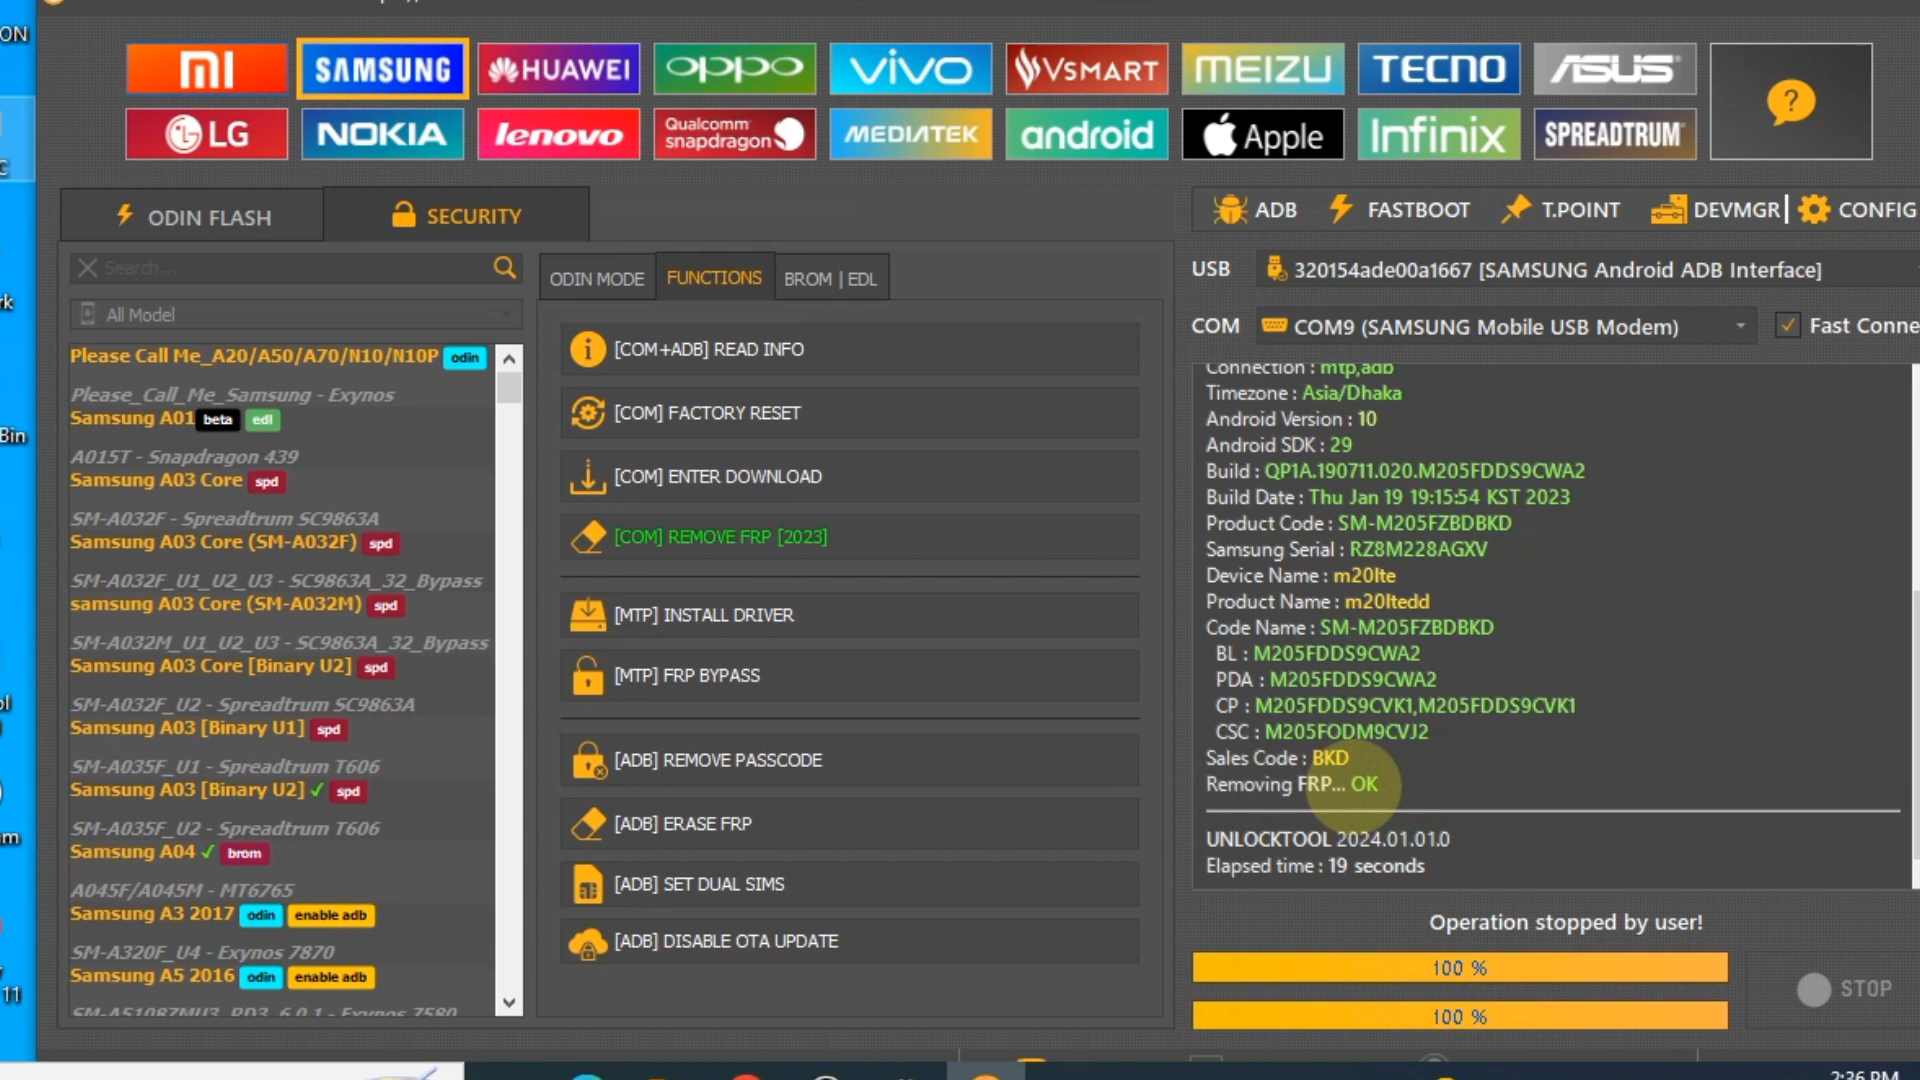 ON
C
rk
Bin
ol
m
11
mi SAMSUNG HUAWEI oppo vivo VSMART MEIZU TECNO ASUS ?
LG NOKIA lenovo Qualcomm snapdragon MEDIATEK android Apple Infinix SPREADTRUM
ODIN FLASH SECURITY
ADB FASTBOOT T.POINT DEVMGR CONFIG
Search...
All Model
Please Call Me_A20/A50/A70/N10/N10P odin
Please_Call_Me_Samsung - Exynos
Samsung A01 beta edl
A015T - Snapdragon 439
Samsung A03 Core spd
SM-A032F - Spreadtrum SC9863A
Samsung A03 Core (SM-A032F) spd
SM-A032F_U1_U2_U3 - SC9863A_32_Bypass
samsung A03 Core (SM-A032M) spd
SM-A032M_U1_U2_U3 - SC9863A_32_Bypass
Samsung A03 Core [Binary U2] spd
SM-A032F_U2 - Spreadtrum SC9863A
Samsung A03 [Binary U1] spd
SM-A035F_U1 - Spreadtrum T606
Samsung A03 [Binary U2] ✓ spd
SM-A035F_U2 - Spreadtrum T606
Samsung A04 ✓ brom
A045F/A045M - MT6765
Samsung A3 2017 odin enable adb
SM-A320F_U4 - Exynos 7870
Samsung A5 2016 odin enable adb
ODIN MODE FUNCTIONS BROM | EDL
[COM+ADB] READ INFO
[COM] FACTORY RESET
[COM] ENTER DOWNLOAD
[COM] REMOVE FRP [2023]
[MTP] INSTALL DRIVER
[MTP] FRP BYPASS
[ADB] REMOVE PASSCODE
[ADB] ERASE FRP
[ADB] SET DUAL SIMS
[ADB] DISABLE OTA UPDATE
USB 320154ade00a1667 [SAMSUNG Android ADB Interface]
COM COM9 (SAMSUNG Mobile USB Modem) Fast Conne
Connection : mtp,adb
Timezone : Asia/Dhaka
Android Version : 10
Android SDK : 29
Build : QP1A.190711.020.M205FDDS9CWA2
Build Date : Thu Jan 19 19:15:54 KST 2023
Product Code : SM-M205FZBDBKD
Samsung Serial : RZ8M228AGXV
Device Name : m20lte
Product Name : m20ltedd
Code Name : SM-M205FZBDBKD
BL : M205FDDS9CWA2
PDA : M205FDDS9CWA2
CP : M205FDDS9CVK1,M205FDDS9CVK1
CSC : M205FODM9CVJ2
Sales Code : BKD
Removing FRP... OK
UNLOCKTOOL 2024.01.01.0
Elapsed time : 19 seconds
Operation stopped by user!
100 %
100 %
STOP
2:36 PM